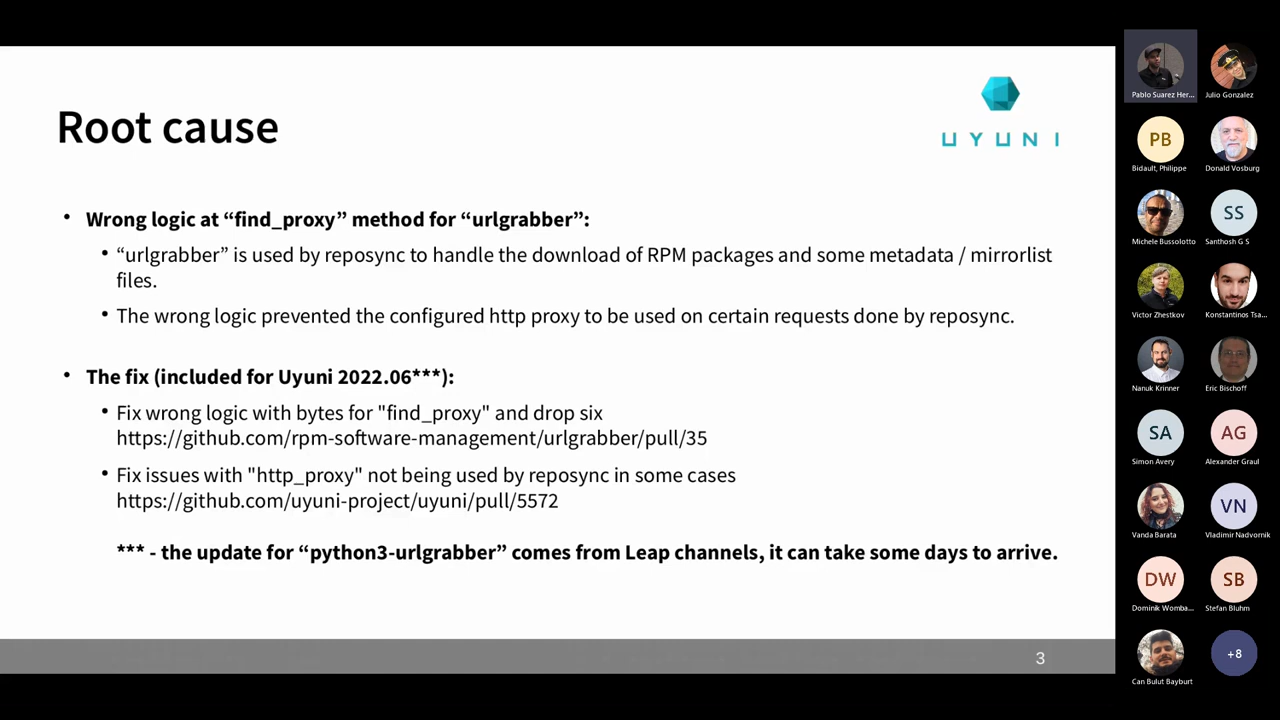 Root cause
UYUNI
• Wrong logic at “find_proxy” method for “urlgrabber”:
• “urlgrabber” is used by reposync to handle the download of RPM packages and some metadata / mirrorlist
files.
• The wrong logic prevented the configured http proxy to be used on certain requests done by reposync.
• The fix (included for Uyuni 2022.06***):
• Fix wrong logic with bytes for "find_proxy" and drop six
https://github.com/rpm-software-management/urlgrabber/pull/35
• Fix issues with "http_proxy" not being used by reposync in some cases
https://github.com/uyuni-project/uyuni/pull/5572
*** - the update for “python3-urlgrabber” comes from Leap channels, it can take some days to arrive.
3
Pablo Suarez Her...
Julio Gonzalez
PB
Bidault, Philippe
Donald Vosburg
Michele Bussolotto
SS
Santhosh G S
Victor Zhestkov
Konstantinos Tsa...
Nanuk Krinner
Eric Bischoff
SA
Simon Avery
AG
Alexander Graul
Vanda Barata
VN
Vladimir Nadvornik
DW
Dominik Womba...
SB
Stefan Bluhm
Can Bulut Bayburt
+8